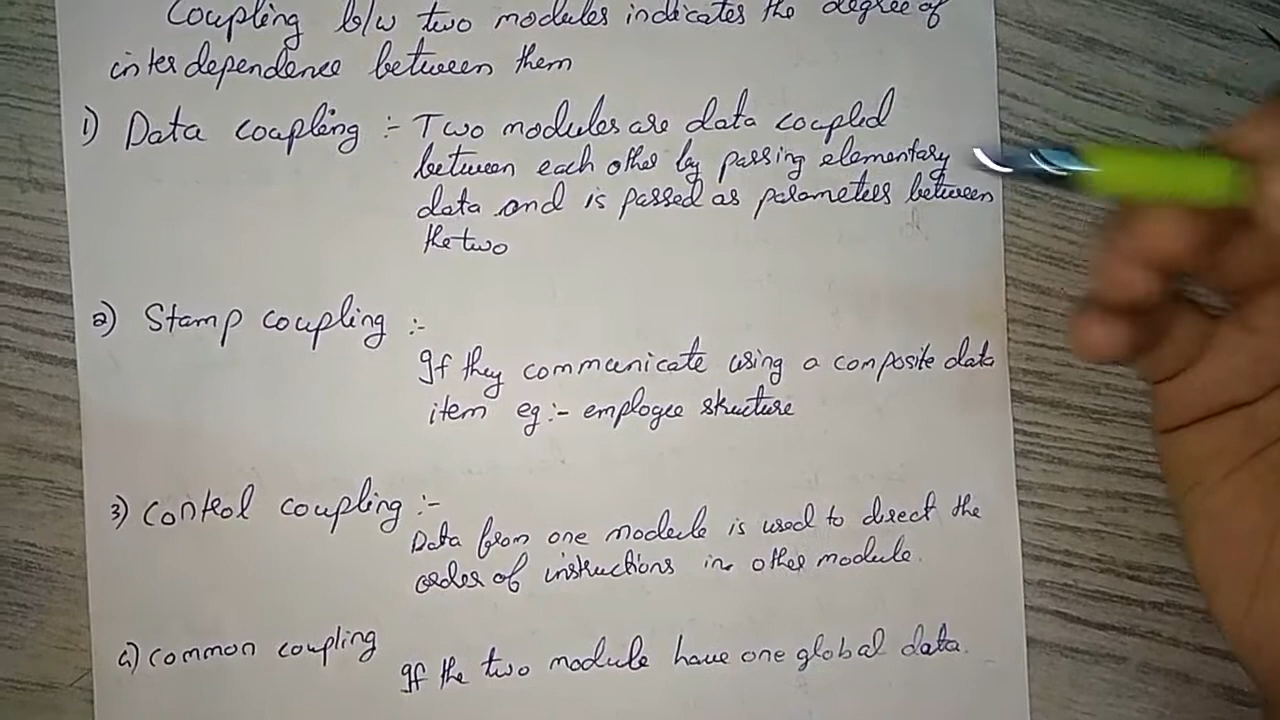 Coupling b/w two modules indicates the degree of
inter dependence between them
1) Data coupling :- Two modules are data coupled
between each other by passing elementary
data and is passed as parameters between
the two
2) Stamp coupling :-
If they communicate using a composite data
item eg:- employee structure
3) Control coupling :-
Data from one module is used to direct the
order of instructions in other module.
4) Common coupling
If the two module have one global data.